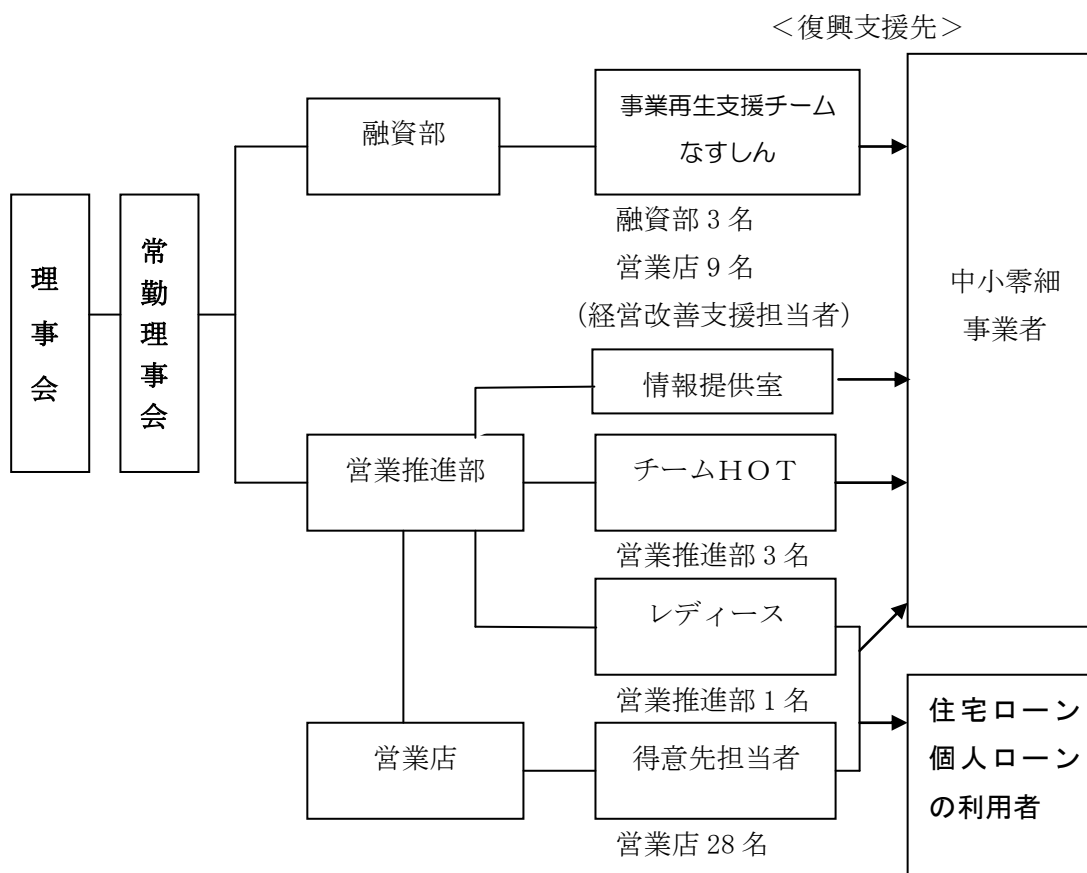 ＜復興支援先＞
理事会
常勤理事会
融資部
事業再生支援チーム
なすしん
融資部 3 名
営業店 9 名
(経営改善支援担当者)
情報提供室
営業推進部
チームＨＯＴ
営業推進部 3 名
レディース
営業推進部 1 名
営業店
得意先担当者
営業店 28 名
中小零細
事業者
住宅ローン
個人ローン
の利用者